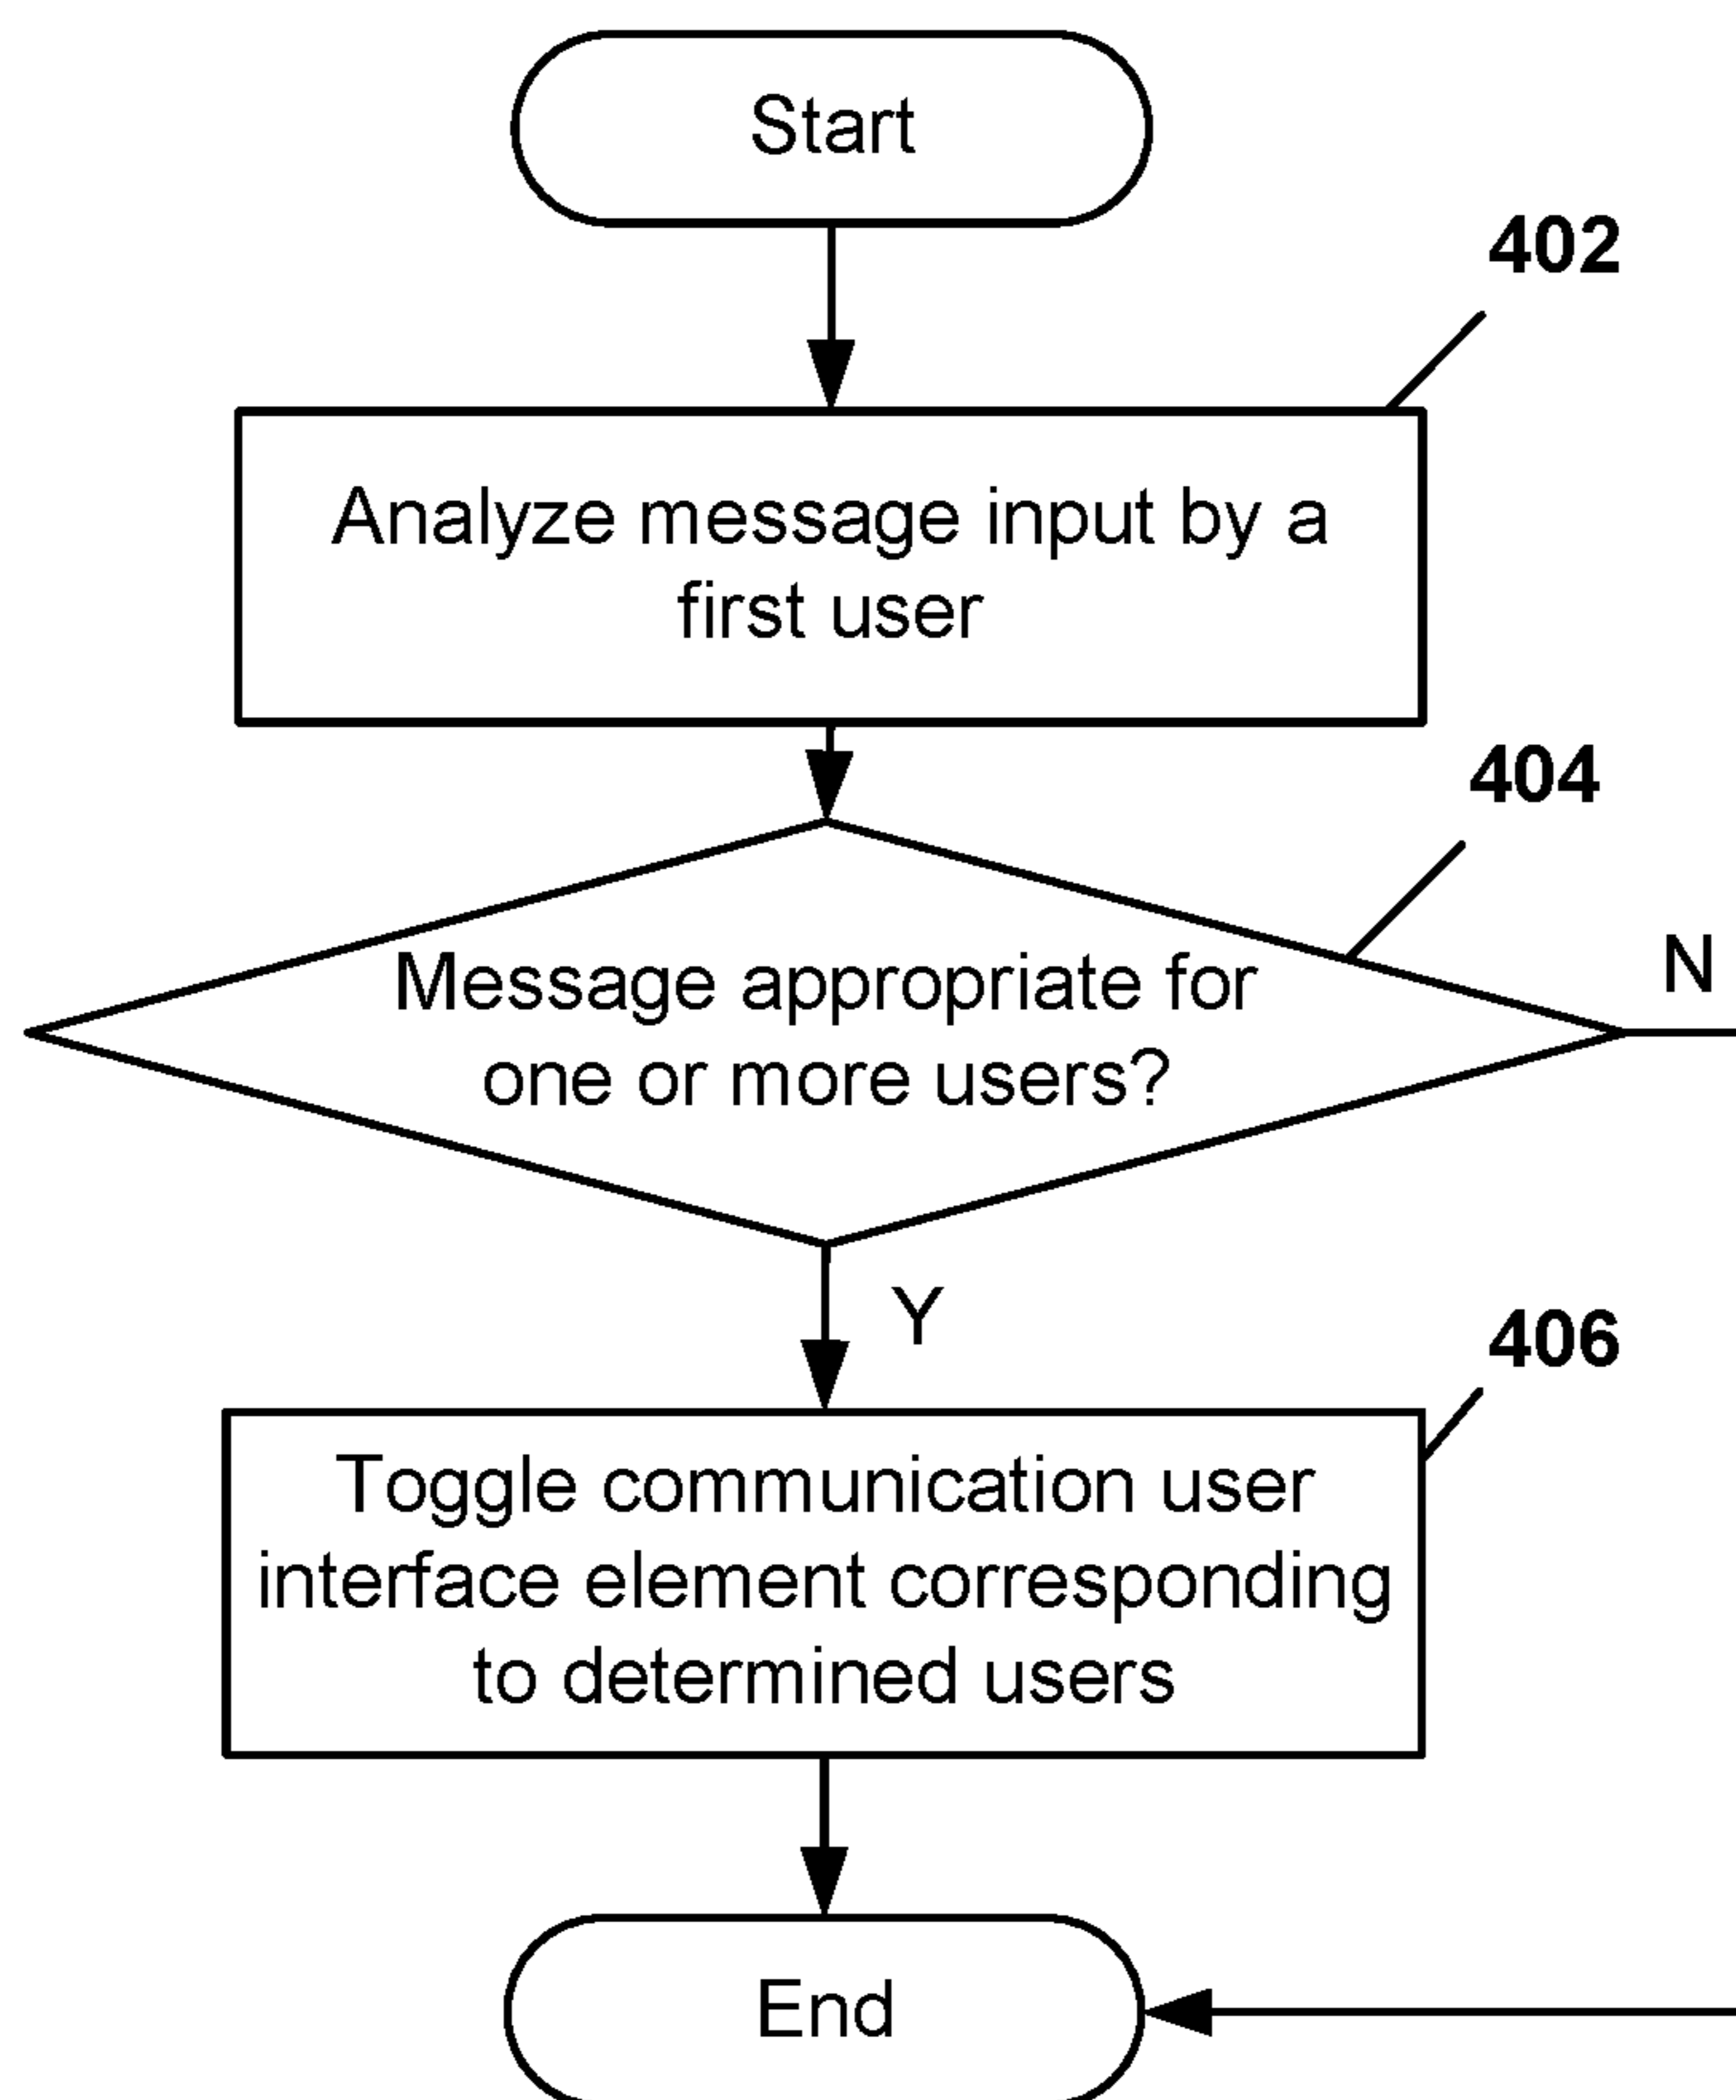 Start
402
Analyze message input by a
first user
404
Message appropriate for
one or more users?
N
Y
406
Toggle communication user
interface element corresponding
to determined users
End